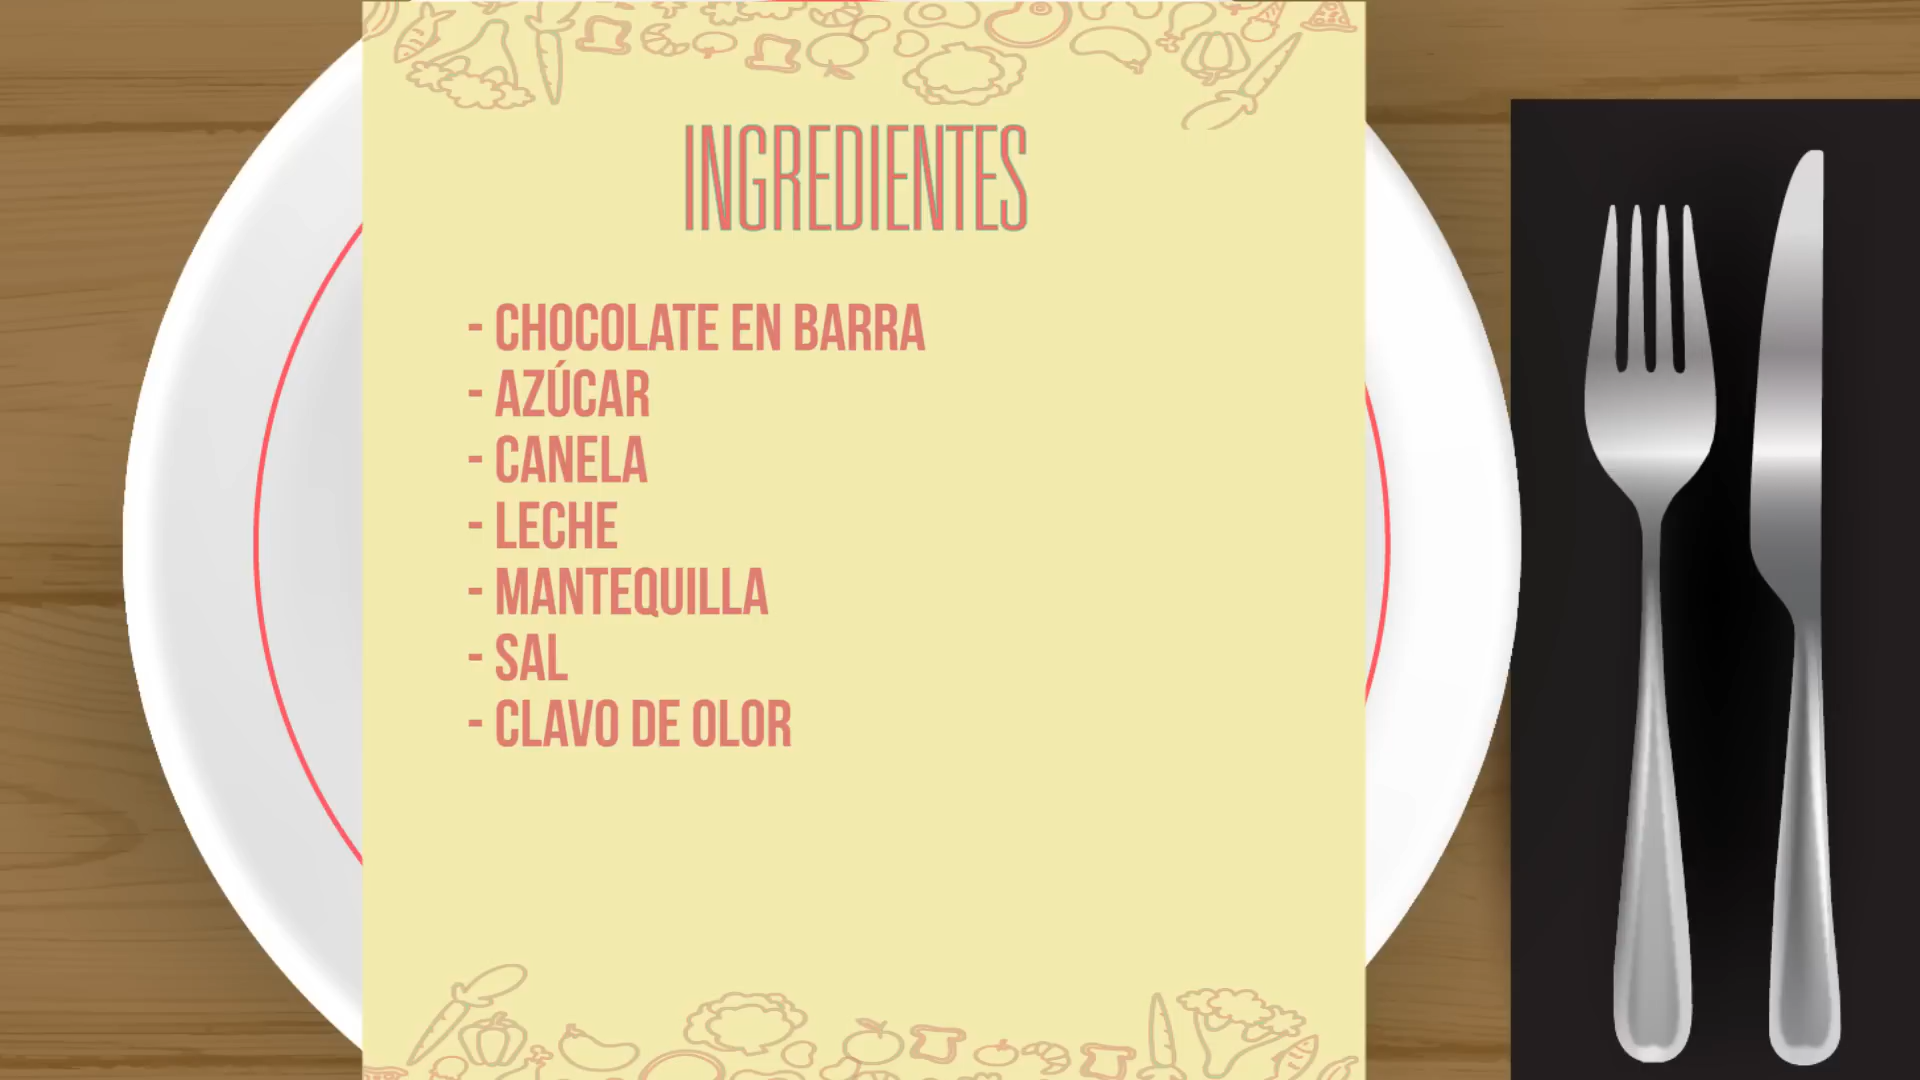 INGREDIENTES
- CHOCOLATE EN BARRA
- AZÚCAR
- CANELA
- LECHE
- MANTEQUILLA
- SAL
- CLAVO DE OLOR